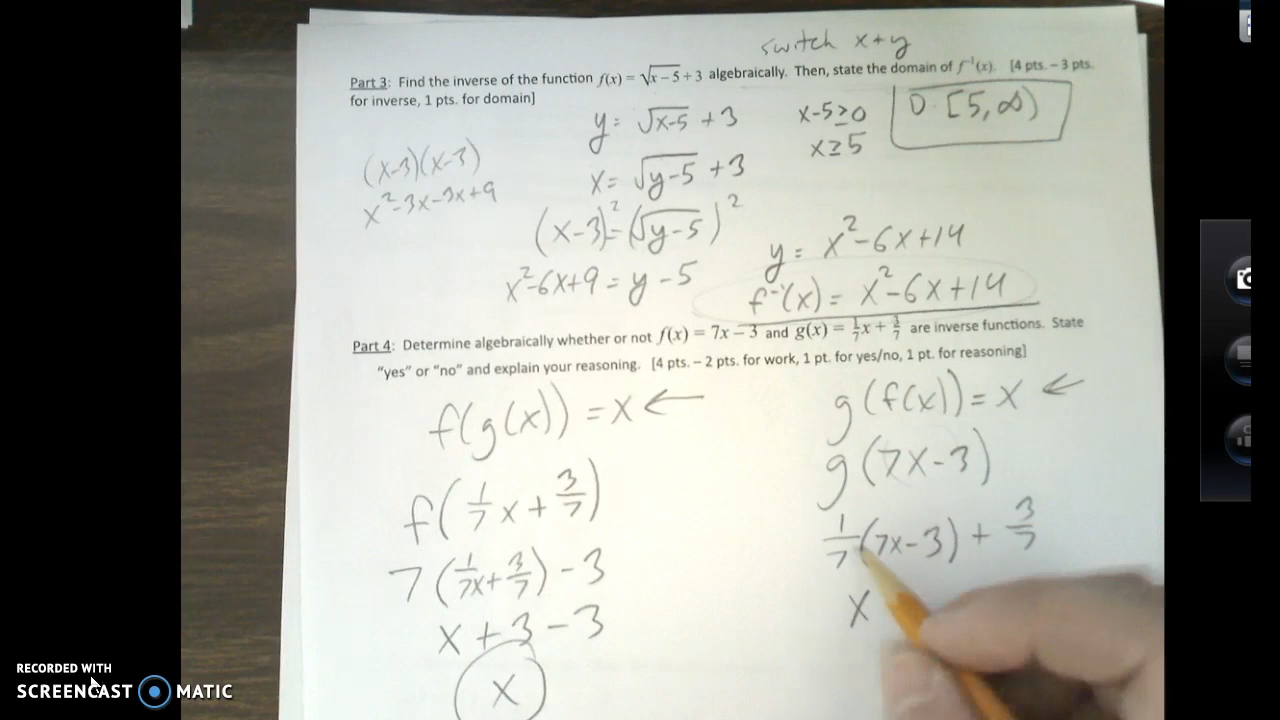 switch x+y
Part 3: Find the inverse of the function f(x) = √x−5 + 3 algebraically. Then, state the domain of f⁻¹(x). [4 pts. – 3 pts.
for inverse, 1 pts. for domain]
y = √x-5 + 3
x-5≥0
D: [5, ∞)
x≥5
(x-3)(x-3)
x²-3x-3x+9
x = √y-5 + 3
(x-3)² = (√y-5)²
x²-6x+9 = y-5
y = x²-6x+14
f⁻¹(x) = x²-6x+14
Part 4: Determine algebraically whether or not f(x) = 7x − 3 and g(x) = 1/7x + 3/7 are inverse functions. State
"yes" or "no" and explain your reasoning. [4 pts. – 2 pts. for work, 1 pt. for yes/no, 1 pt. for reasoning]
f(g(x)) = x ←
f(1/7x + 3/7)
7(1/7x + 3/7) - 3
x + 3 - 3
x
g(f(x)) = x ←
g(7x-3)
1/7(7x-3) + 3/7
x
RECORDED WITH
SCREENCAST MATIC